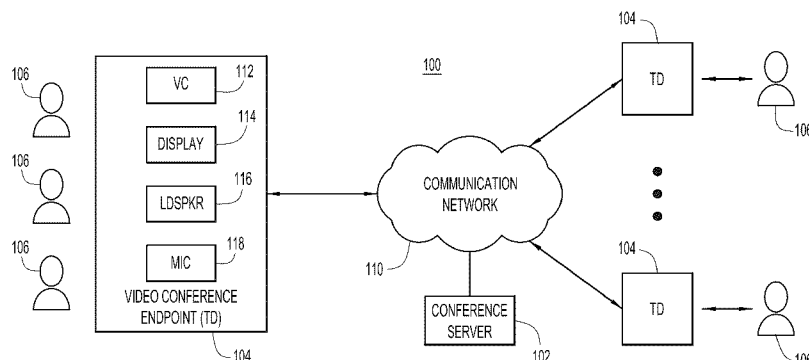 106
106
106
VC
112
DISPLAY
114
LDSPKR
116
MIC
118
VIDEO CONFERENCE
ENDPOINT (TD)
104
100
COMMUNICATION
NETWORK
110
CONFERENCE
SERVER
102
104
TD
106
104
TD
106